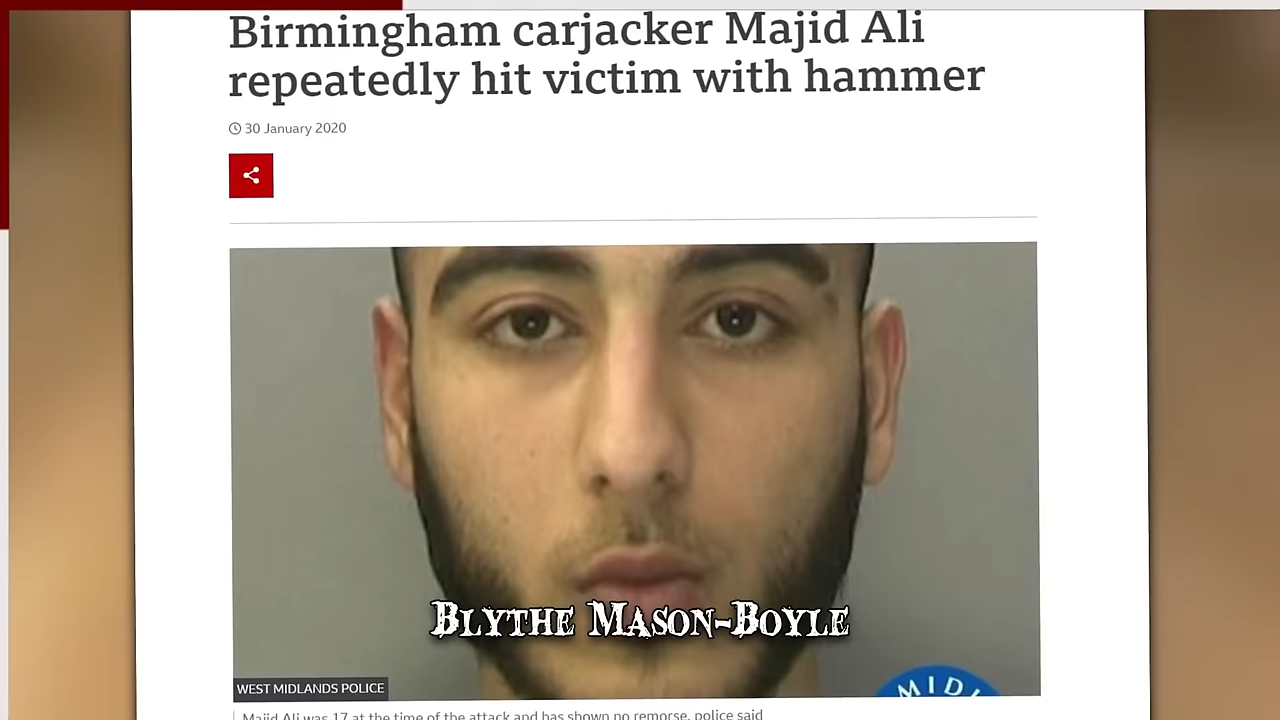 Birmingham carjacker Majid Ali
repeatedly hit victim with hammer
30 January 2020
Blythe Mason-Boyle
WEST MIDLANDS POLICE
MIDL
Majid Ali was 17 at the time of the attack and has shown no remorse, police said